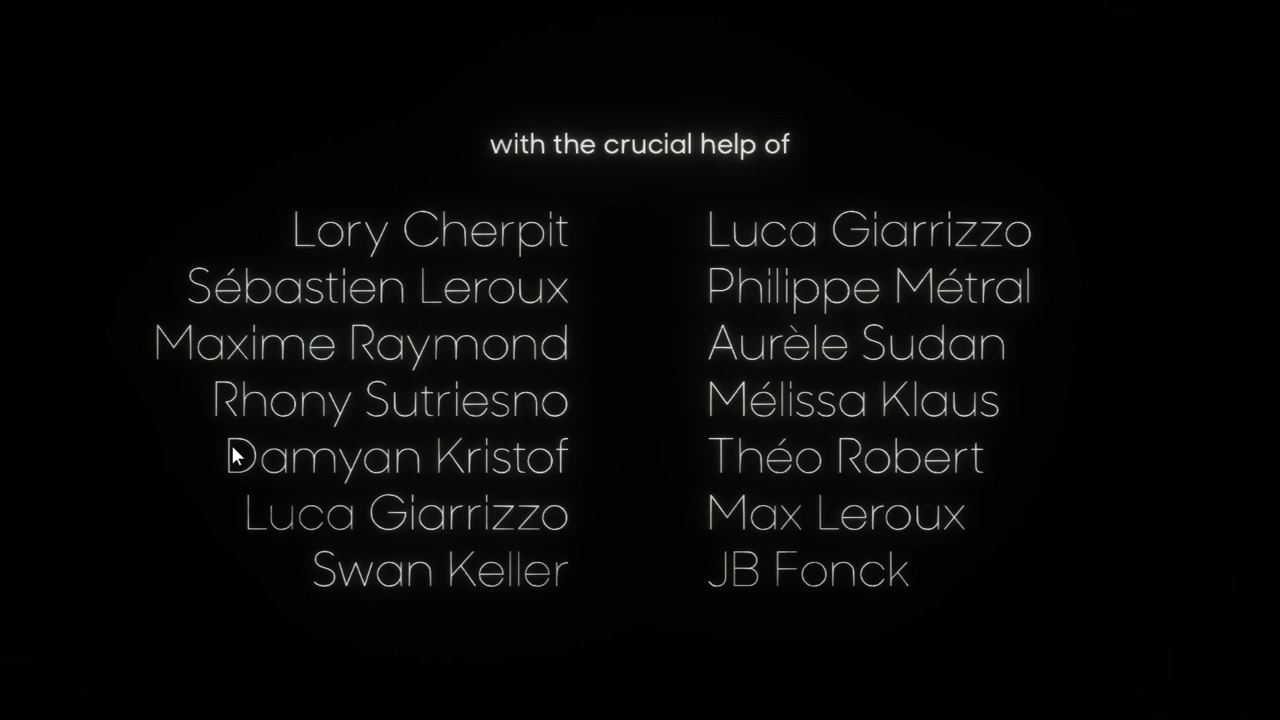 with the crucial help of
Lory Cherpit
Sébastien Leroux
Maxime Raymond
Rhony Sutriesno
Damyan Kristof
Luca Giarrizzo
Swan Keller
Luca Giarrizzo
Philippe Métral
Aurèle Sudan
Mélissa Klaus
Théo Robert
Max Leroux
JB Fonck